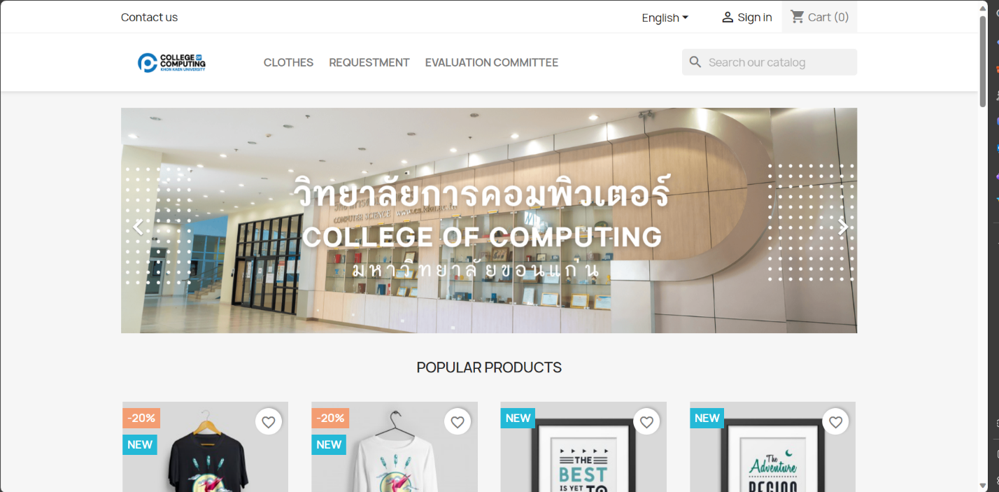 Contact us
English
Sign in
Cart (0)
COLLEGE OF
COMPUTING
KHON KAEN UNIVERSITY
CLOTHES
REQUESTMENT
EVALUATION COMMITTEE
Search our catalog
วิทยาลัยการคอมพิวเตอร์
COMPUTER SCIENCE
COLLEGE OF COMPUTING
มหาวิทยาลัยขอนแก่น
POPULAR PRODUCTS
-20%
NEW
-20%
NEW
NEW
THE
BEST
IS YET TO
NEW
The
Adventure
BEGINS